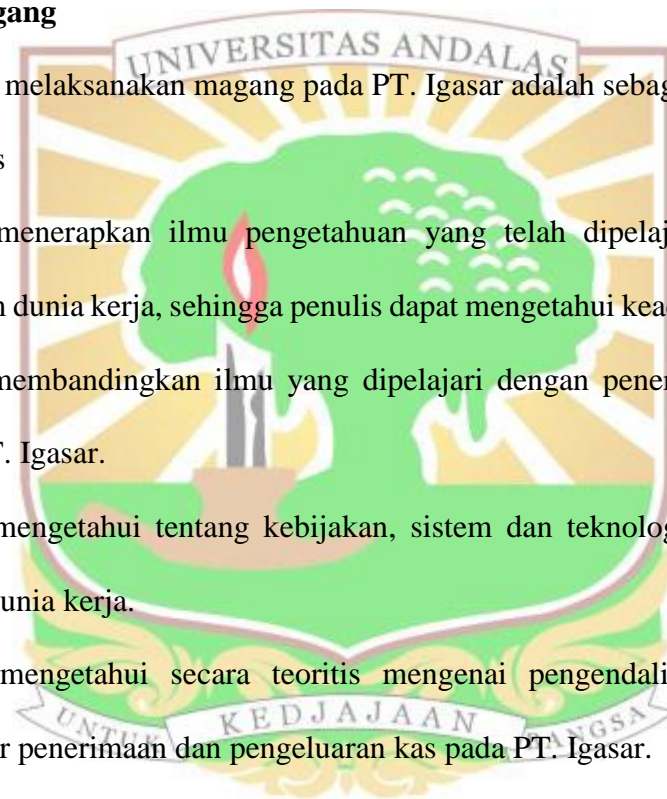 gang
UNIVERSITAS ANDALAS
melaksanakan magang pada PT. Igasar adalah sebag
s
menerapkan ilmu pengetahuan yang telah dipelaj
n dunia kerja, sehingga penulis dapat mengetahui kead
membandingkan ilmu yang dipelajari dengan pener
T. Igasar.
mengetahui tentang kebijakan, sistem dan teknolog
unia kerja.
mengetahui secara teoritis mengenai pengendali
UNTUK KEDJAJAAN BANGSA
r penerimaan dan pengeluaran kas pada PT. Igasar.